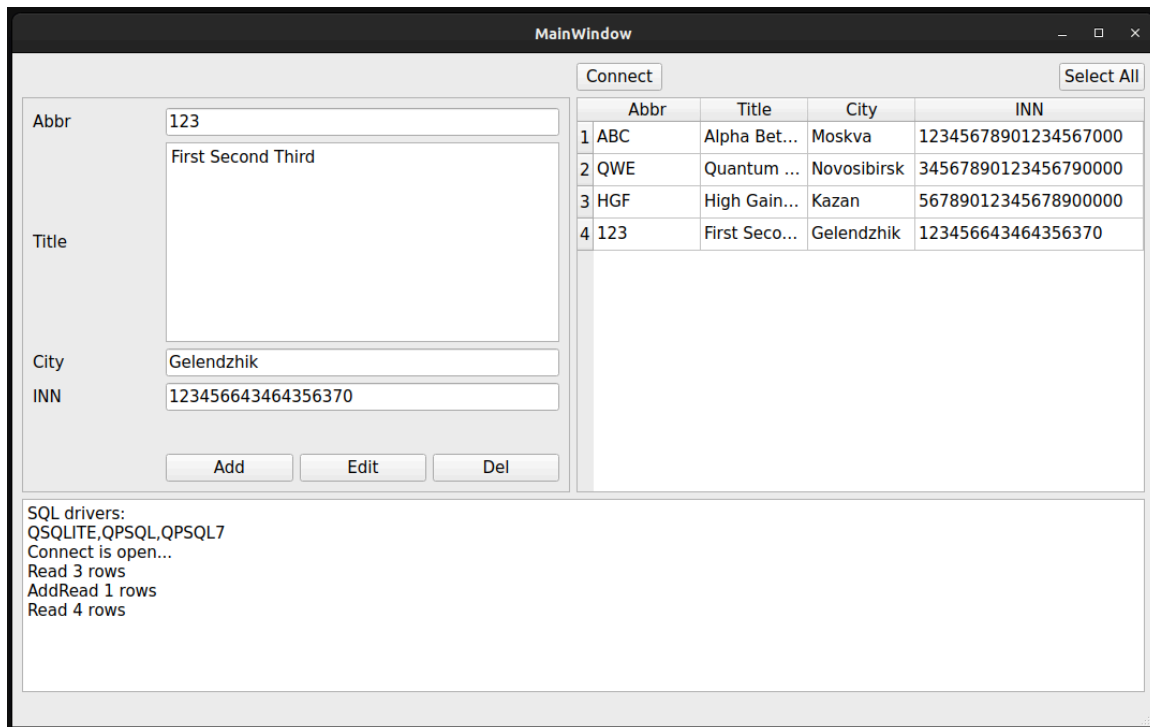 MainWindow
Connect
Select All
Abbr
123
Title
First Second Third
City
Gelendzhik
INN
123456643464356370
Add Edit Del
Abbr Title City INN
1 ABC Alpha Bet... Moskva 12345678901234567000
2 QWE Quantum ... Novosibirsk 34567890123456790000
3 HGF High Gain... Kazan 56789012345678900000
4 123 First Seco... Gelendzhik 123456643464356370
SQL drivers:
QSQLITE,QPSQL,QPSQL7
Connect is open...
Read 3 rows
AddRead 1 rows
Read 4 rows